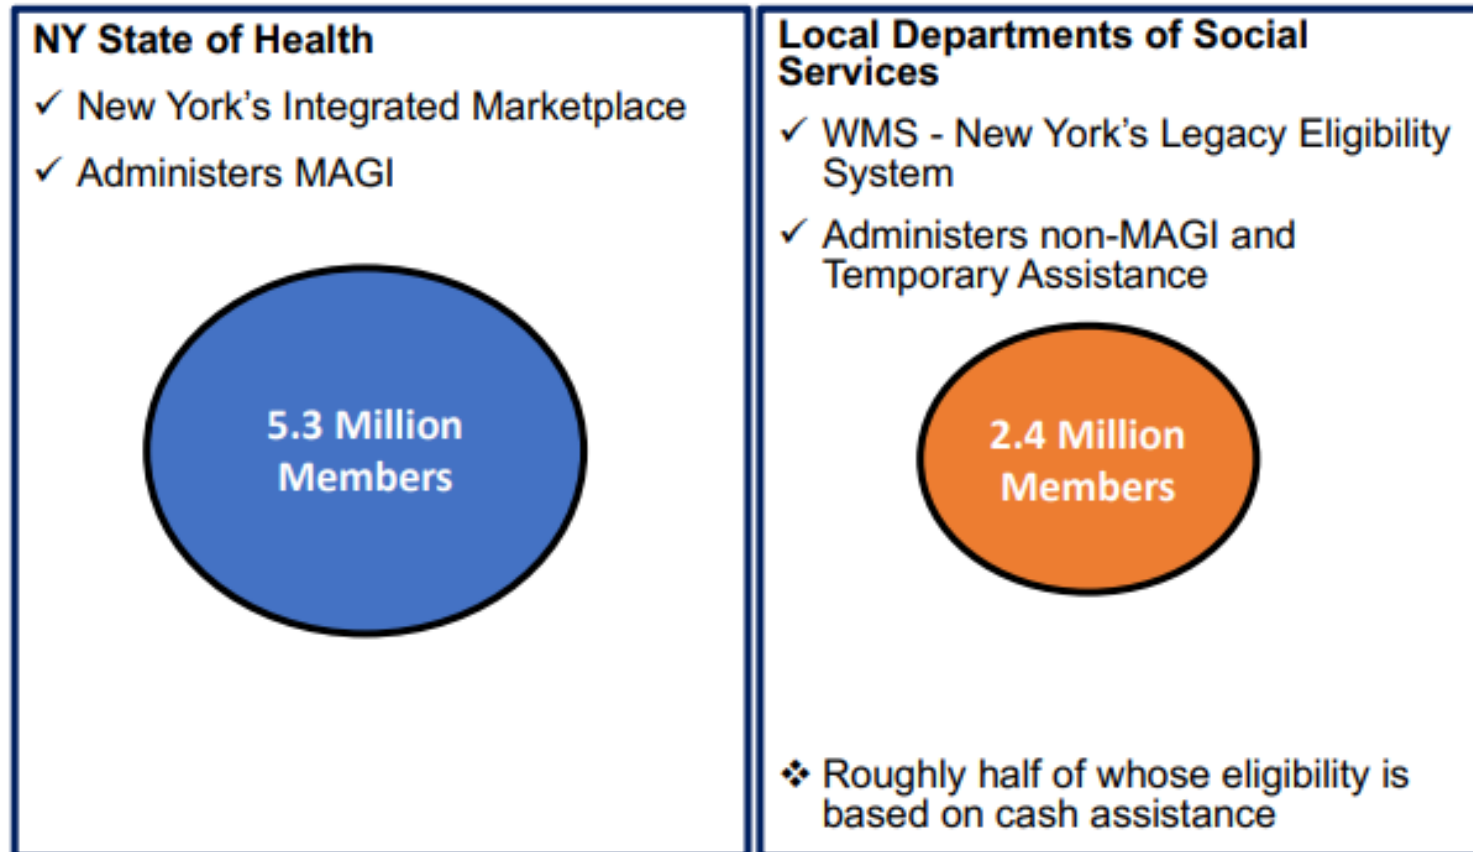 NY State of Health
✓ New York's Integrated Marketplace
✓ Administers MAGI
5.3 Million
Members
Local Departments of Social
Services
✓ WMS - New York's Legacy Eligibility
System
✓ Administers non-MAGI and
Temporary Assistance
2.4 Million
Members
❖ Roughly half of whose eligibility is
based on cash assistance